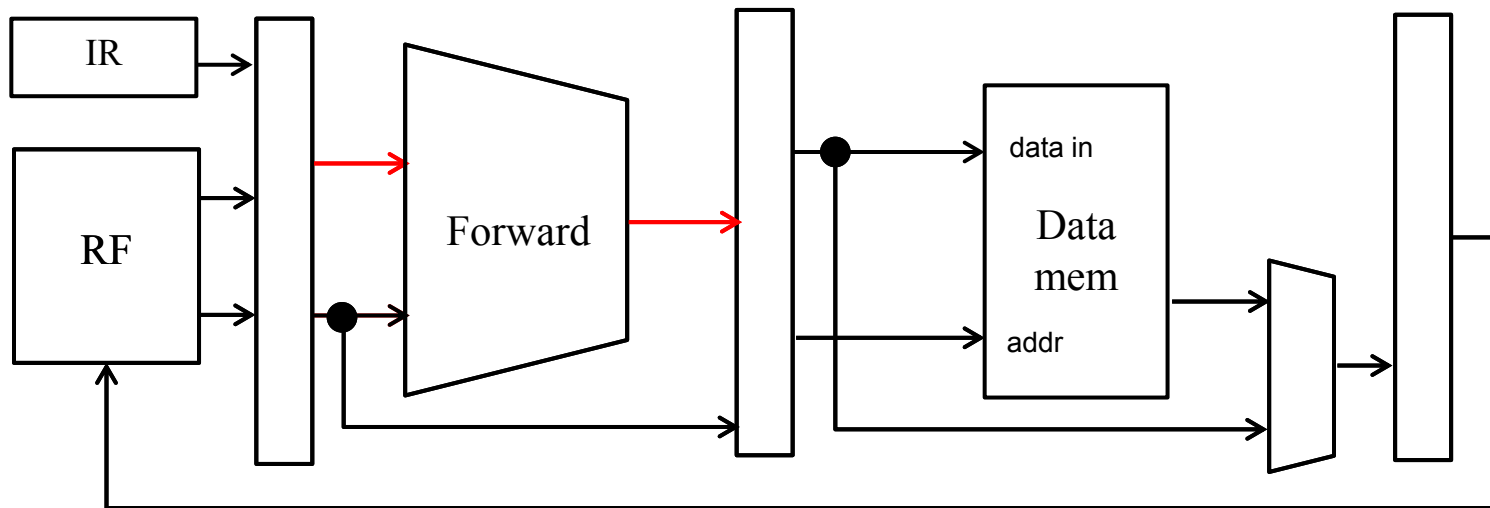 IR
RF
Forward
data in
Data
mem
addr